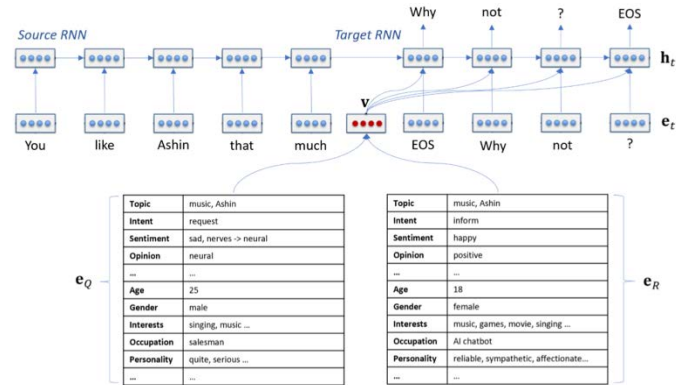 Why not ? EOS
Source RNN Target RNN
h_t
v
e_t
You like Ashin that much EOS Why not ?
e_Q
Topic music, Ashin
Intent request
Sentiment sad, nerves -> neural
Opinion neural
... ...
Age 25
Gender male
Interests singing, music ...
Occupation salesman
Personality quite, serious ...
... ...
Topic music, Ashin
Intent inform
Sentiment happy
Opinion positive
... ...
Age 18
Gender female
Interests music, games, movie, singing ...
Occupation AI chatbot
Personality reliable, sympathetic, affectionate...
... ...
e_R